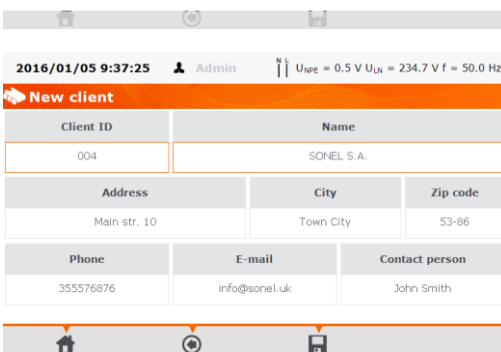 2016/01/05 9:37:25 Admin N L UNPE = 0.5 V ULN = 234.7 V f = 50.0 Hz
New client
Client ID Name
004 SONEL S.A.
Address City Zip code
Main str. 10 Town City 53-86
Phone E-mail Contact person
355576876 info@sonel.uk John Smith